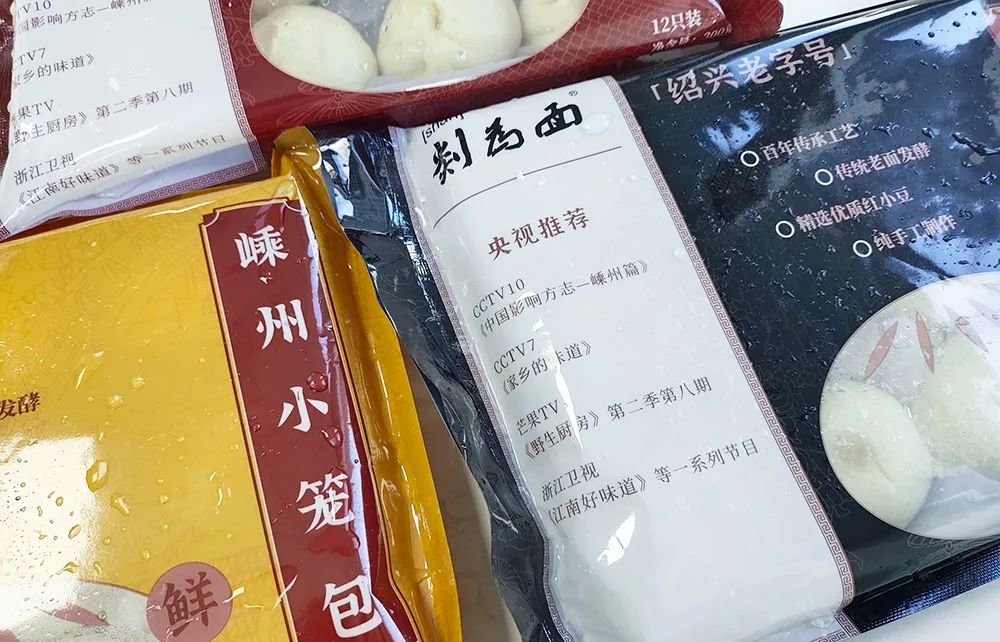 TV10
国影响方志—嵊州
CTV7
家乡的味道》
果TV
野生厨房》第二季第八期
浙江卫视
《江南好味道》等一系列节目
12只装
净含量:300
嵊州小笼包
发酵
鲜
剡为面®
央视推荐
CCTV10
《中国影响方志—嵊州篇》
CCTV7
《家乡的味道》
芒果TV
《野生厨房》第二季第八期
浙江卫视
《江南好味道》等一系列节目
「绍兴老字号」
百年传承工艺
传统老面发酵
精选优质红小豆
纯手工制作